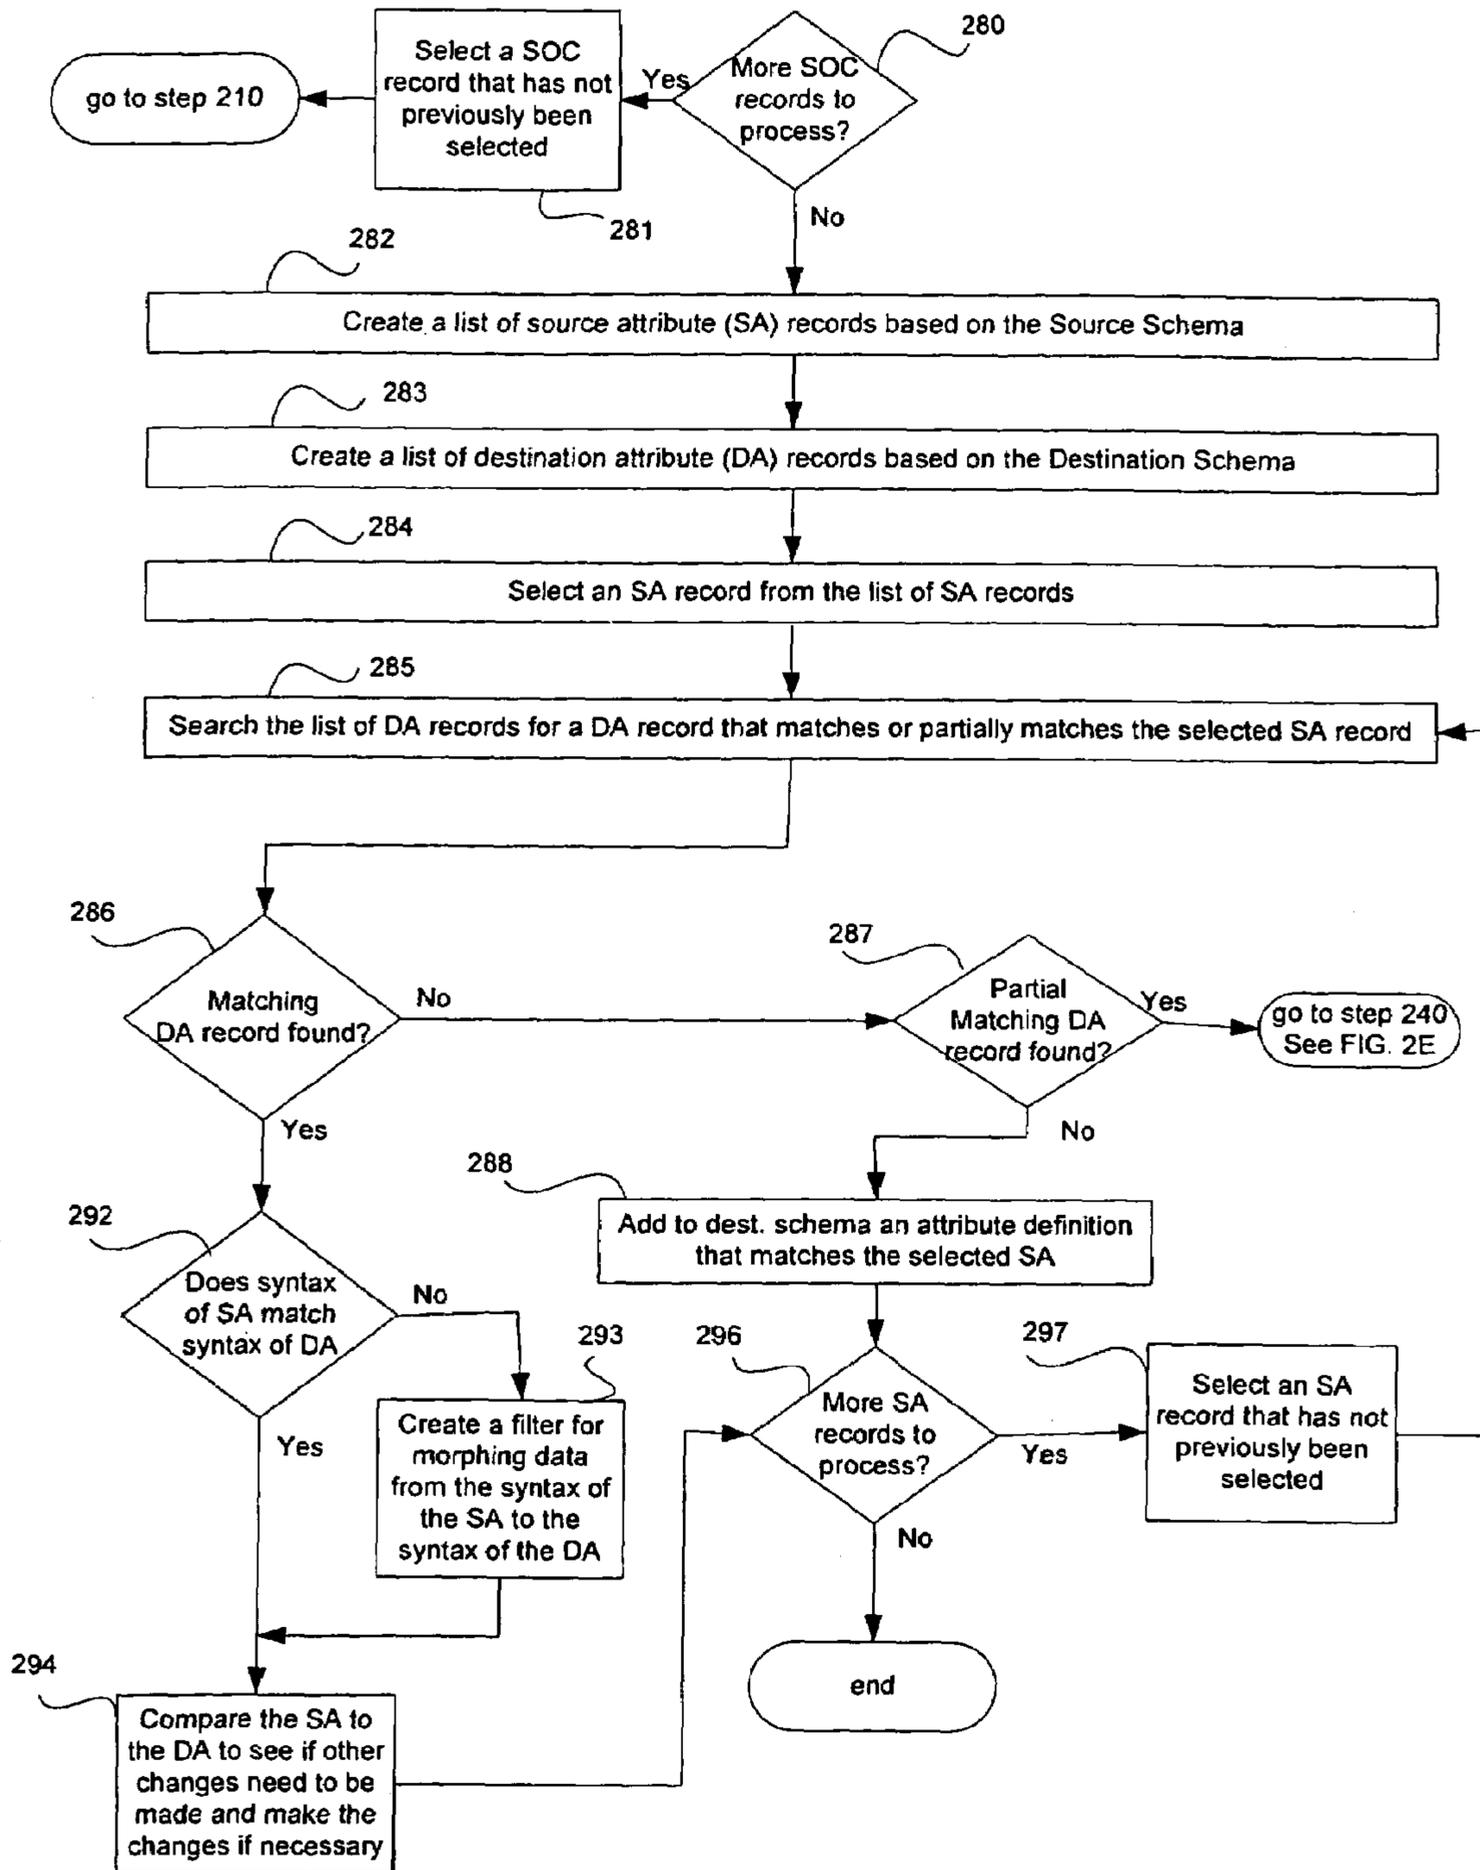 280
Select a SOC
record that has not
previously been
selected
Yes
More SOC
records to
process?
go to step 210
281
No
282
Create a list of source attribute (SA) records based on the Source Schema
283
Create a list of destination attribute (DA) records based on the Destination Schema
284
Select an SA record from the list of SA records
285
Search the list of DA records for a DA record that matches or partially matches the selected SA record
286
Matching
DA record found?
No
287
Partial
Matching DA
record found?
Yes
go to step 240
See FIG. 2E
Yes
No
288
Add to dest. schema an attribute definition
that matches the selected SA
292
Does syntax
of SA match
syntax of DA
No
293
Create a filter for
morphing data
from the syntax of
the SA to the
syntax of the DA
Yes
296
More SA
records to
process?
Yes
297
Select an SA
record that has not
previously been
selected
No
end
294
Compare the SA to
the DA to see if other
changes need to be
made and make the
changes if necessary